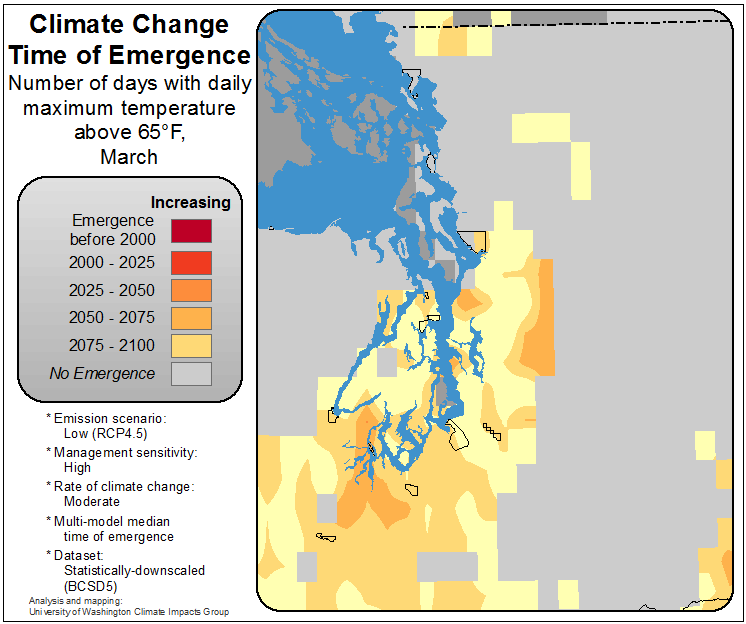 Climate Change
Time of Emergence
Number of days with daily
maximum temperature
above 65°F,
March
Increasing
Emergence
before 2000
2000 - 2025
2025 - 2050
2050 - 2075
2075 - 2100
No Emergence
* Emission scenario:
Low (RCP4.5)
* Management sensitivity:
High
* Rate of climate change:
Moderate
* Multi-model median
time of emergence
* Dataset:
Statistically-downscaled
(BCSD5)
Analysis and mapping:
University of Washington Climate Impacts Group